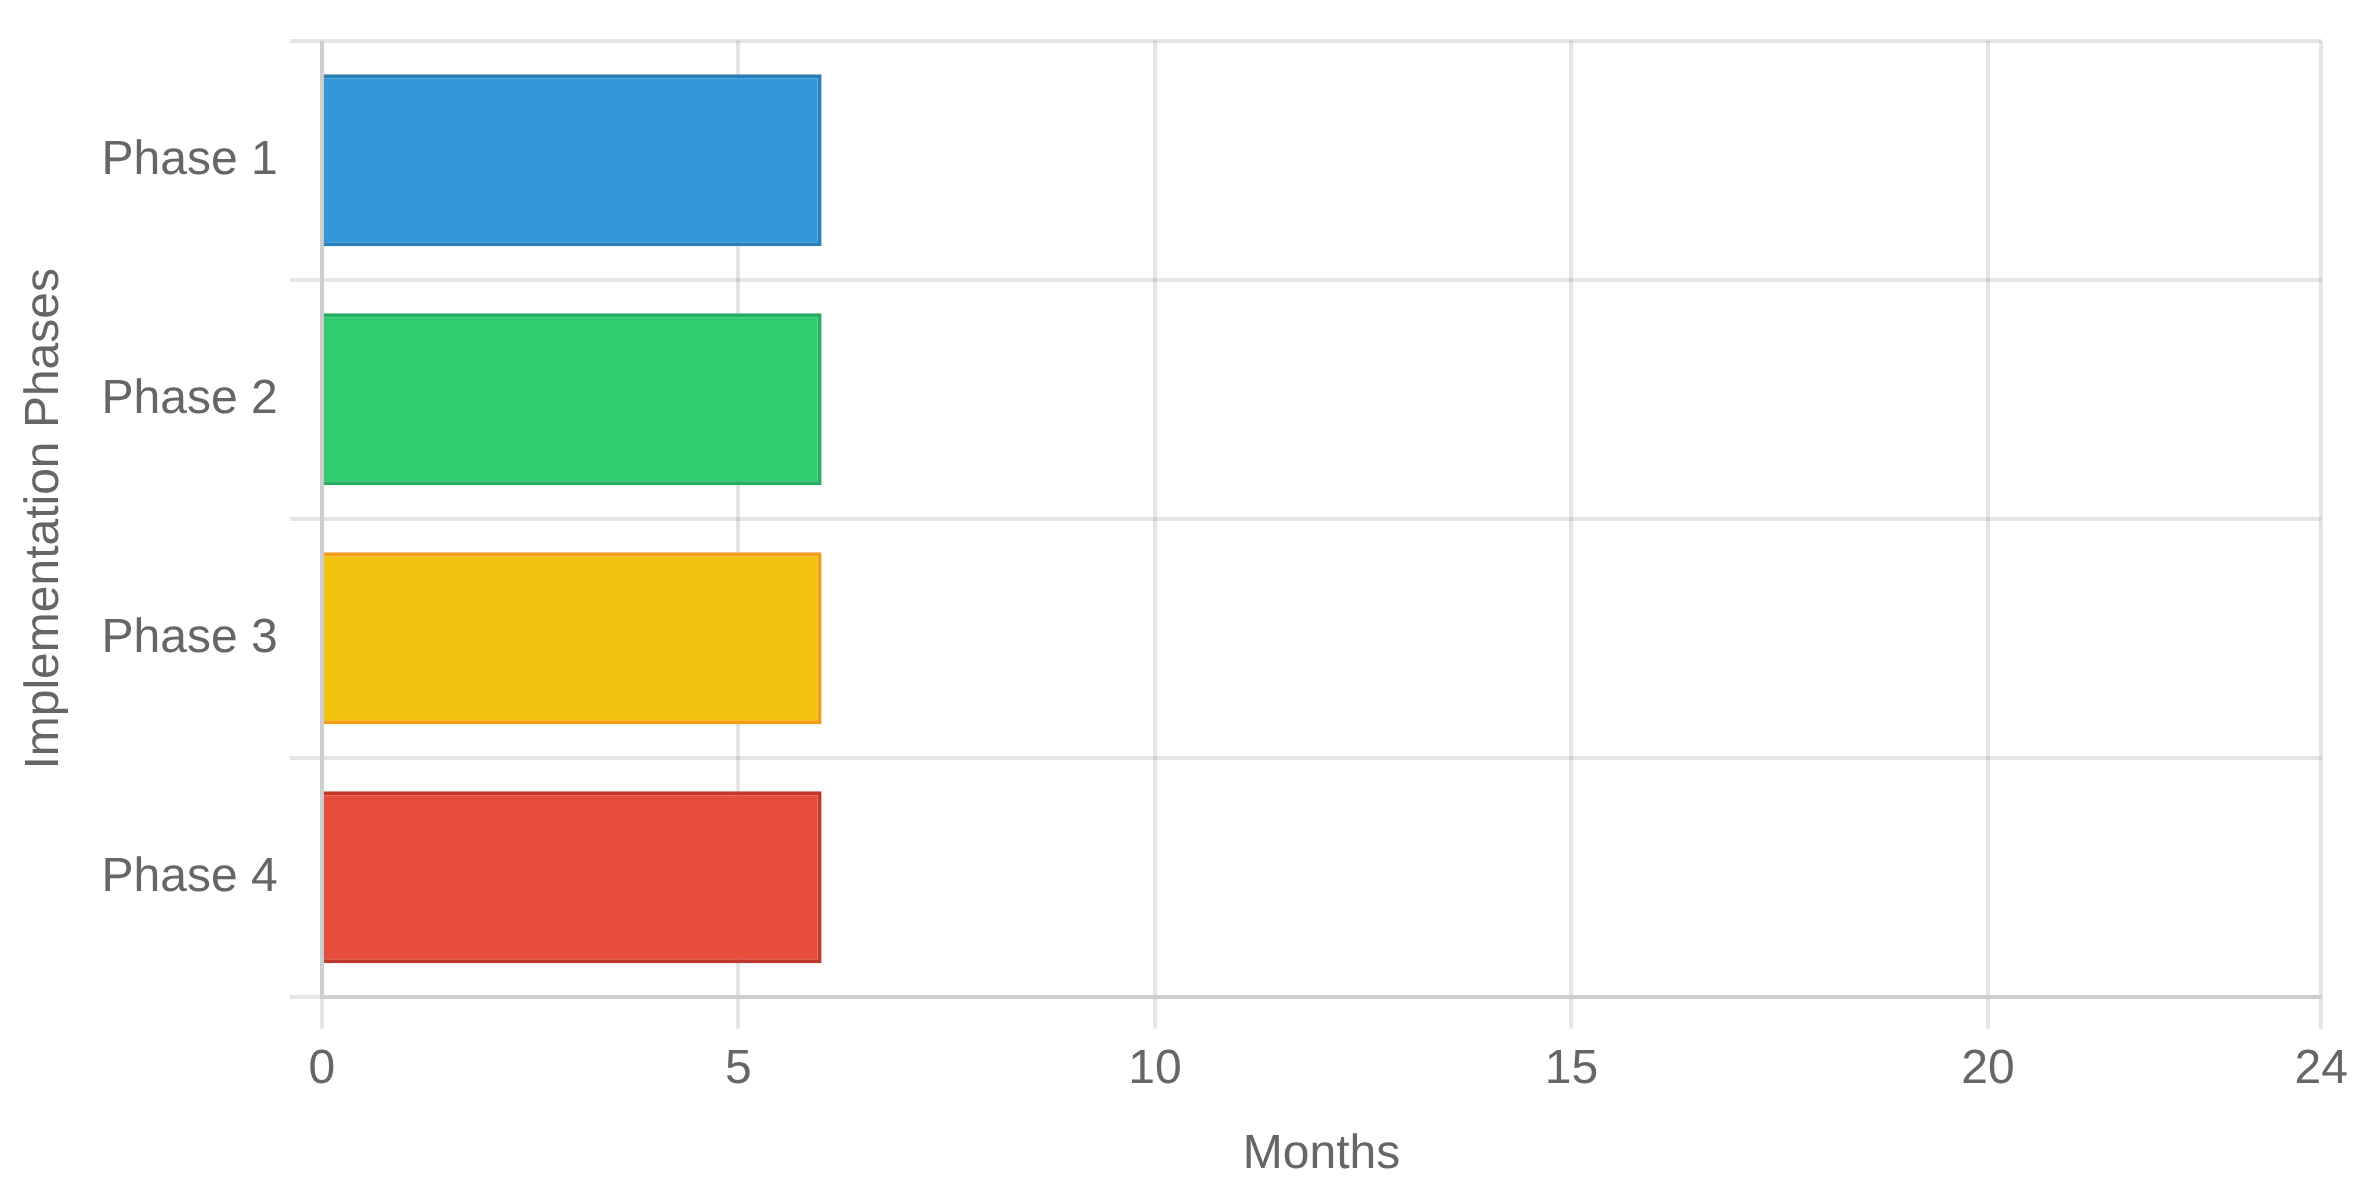 Implementation Phases
Phase 1
Phase 2
Phase 3
Phase 4
0 5 10 15 20 24
Months